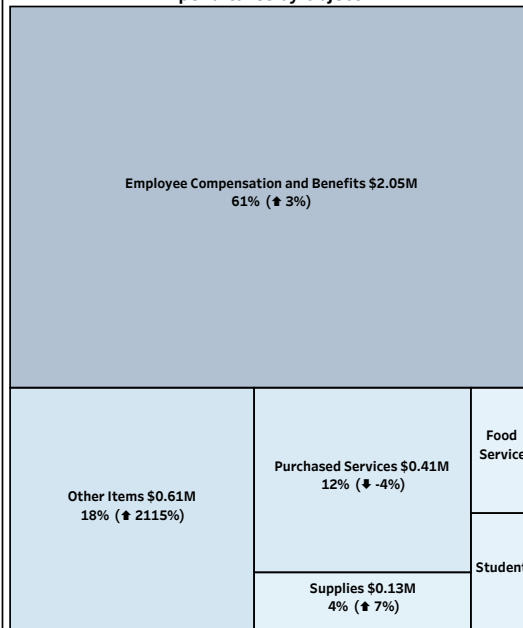 Employee Compensation and Benefits $2.05M
61% (⬆ 3%)
Other Items $0.61M
18% (⬆ 2115%)
Purchased Services $0.41M
12% (⬇ -4%)
Supplies $0.13M
4% (⬆ 7%)
Food
Service
Student